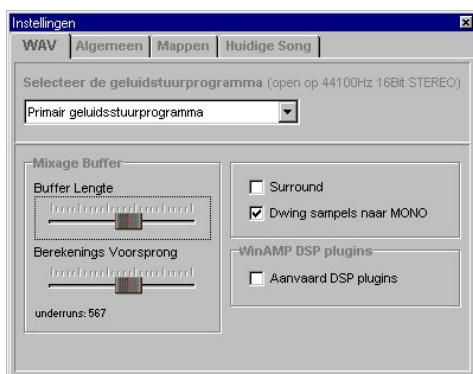 Instellingen
WAV Algemeen Mappen Huidige Song
Selecteer de geluidstuurprogramma (open op 44100Hz 16Bit STEREO)
Primair geluidsstuurprogramma
Mixage Buffer
Buffer Lengte
Surround
Dwing sampels naar MONO
Berekenings Voorsprong
WinAMP DSP plugins
Aanvaard DSP plugins
underruns: 567